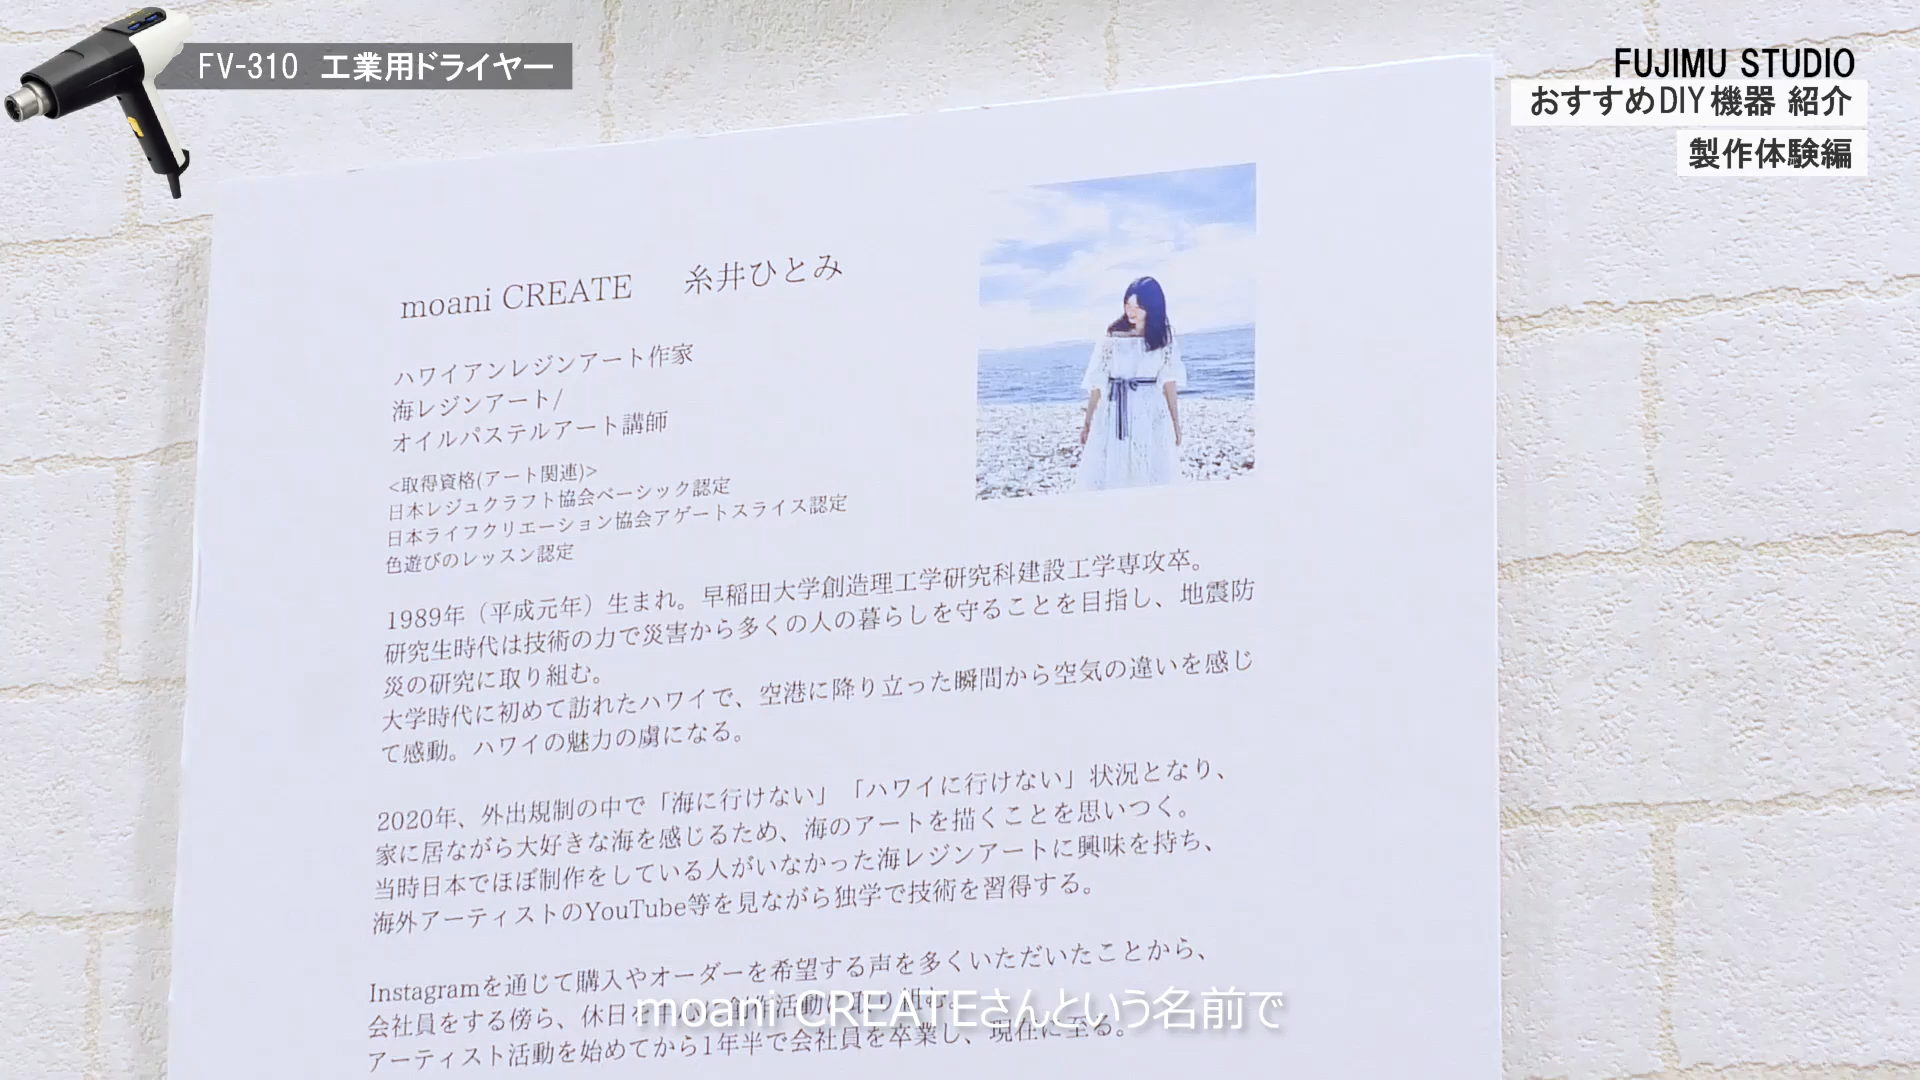 FV-310 工業用ドライヤー
FUJIMU STUDIO
おすすめDIY機器 紹介
製作体験編
moani CREATE 糸井ひとみ
ハワイアンレジンアート作家
海レジンアート/
オイルパステルアート講師
<取得資格(アート関連)>
日本レジュクラフト協会ベーシック認定
日本ライフクリエーション協会アゲートスライス認定
色遊びのレッスン認定
1989年（平成元年）生まれ。早稲田大学創造理工学研究科建設工学専攻卒。
研究生時代は技術の力で災害から多くの人の暮らしを守ることを目指し、地震防
災の研究に取り組む。
大学時代に初めて訪れたハワイで、空港に降り立った瞬間から空気の違いを感じ
て感動。ハワイの魅力の虜になる。
2020年、外出規制の中で「海に行けない」「ハワイに行けない」状況となり、
家に居ながら大好きな海を感じるため、海のアートを描くことを思いつく。
当時日本でほぼ制作をしている人がいなかった海レジンアートに興味を持ち、
海外アーティストのYouTube等を見ながら独学で技術を習得する。
Instagramを通じて購入やオーダーを希望する声を多くいただいたことから、
会社員をする傍ら、休日を中心に創作活動に取り組む。
アーティスト活動を始めてから1年半で会社員を卒業し、現在に至る。
moani CREATEさんという名前で